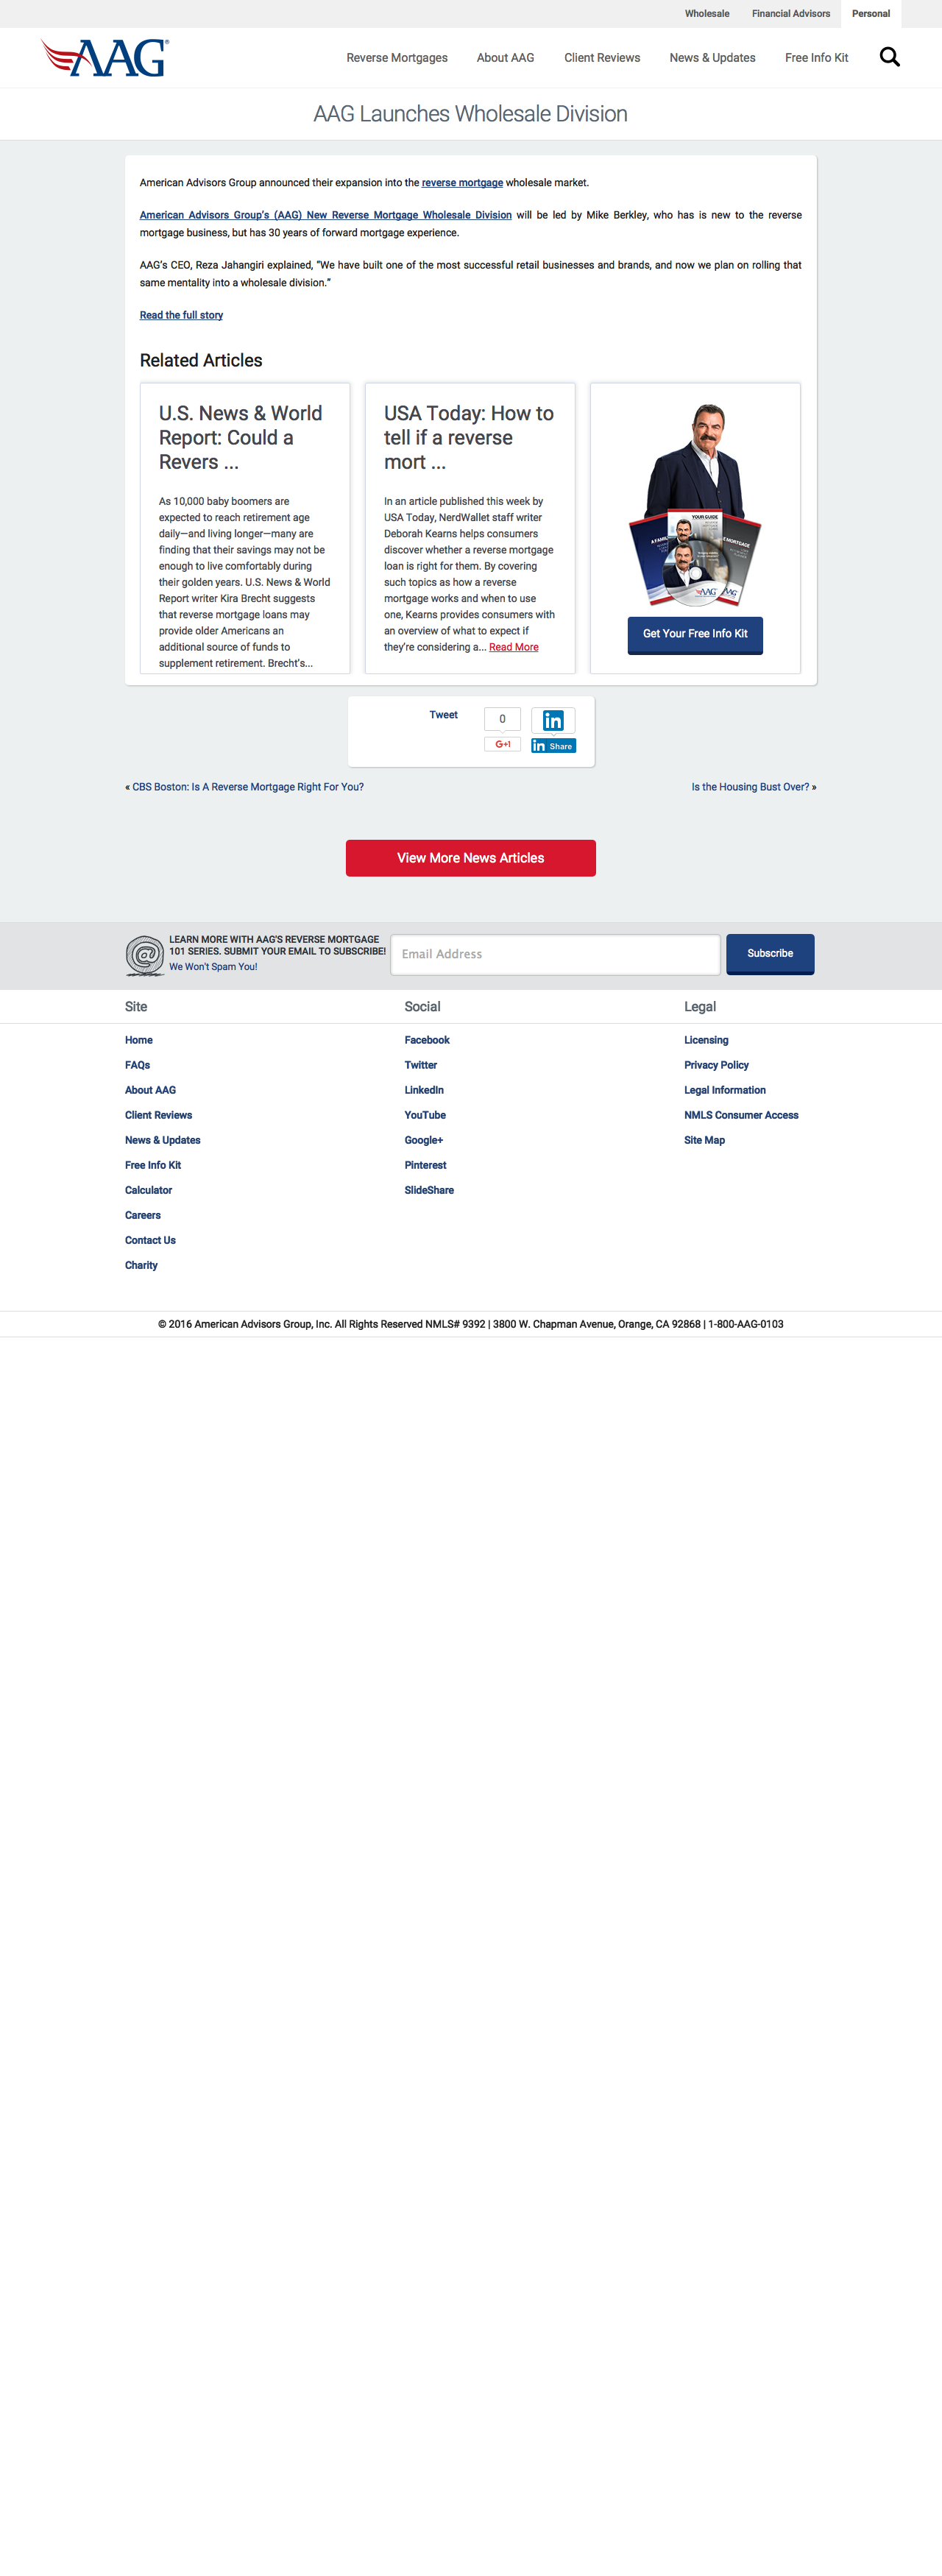 Wholesale Financial Advisors Personal
AAG®
Reverse Mortgages About AAG Client Reviews News & Updates Free Info Kit
AAG Launches Wholesale Division
American Advisors Group announced their expansion into the reverse mortgage wholesale market.
American Advisors Group's (AAG) New Reverse Mortgage Wholesale Division will be led by Mike Berkley, who has is new to the reverse
mortgage business, but has 30 years of forward mortgage experience.
AAG's CEO, Reza Jahangiri explained, "We have built one of the most successful retail businesses and brands, and now we plan on rolling that
same mentality into a wholesale division."
Read the full story
Related Articles
U.S. News & World
Report: Could a
Revers ...
As 10,000 baby boomers are
expected to reach retirement age
daily—and living longer—many are
finding that their savings may not be
enough to live comfortably during
their golden years. U.S. News & World
Report writer Kira Brecht suggests
that reverse mortgage loans may
provide older Americans an
additional source of funds to
supplement retirement. Brecht's...
USA Today: How to
tell if a reverse
mort ...
In an article published this week by
USA Today, NerdWallet staff writer
Deborah Kearns helps consumers
discover whether a reverse mortgage
loan is right for them. By covering
such topics as how a reverse
mortgage works and when to use
one, Kearns provides consumers with
an overview of what to expect if
they're considering a... Read More
YOUR GUIDE
A FAMIL
E MORTGAGE
AAG
AAG
Get Your Free Info Kit
Tweet
0
G+1
in
in Share
« CBS Boston: Is A Reverse Mortgage Right For You?
Is the Housing Bust Over? »
View More News Articles
@
LEARN MORE WITH AAG'S REVERSE MORTGAGE
101 SERIES. SUBMIT YOUR EMAIL TO SUBSCRIBE!
We Won't Spam You!
Email Address
Subscribe
Site
Home
FAQs
About AAG
Client Reviews
News & Updates
Free Info Kit
Calculator
Careers
Contact Us
Charity
Social
Facebook
Twitter
LinkedIn
YouTube
Google+
Pinterest
SlideShare
Legal
Licensing
Privacy Policy
Legal Information
NMLS Consumer Access
Site Map
© 2016 American Advisors Group, Inc. All Rights Reserved NMLS# 9392 | 3800 W. Chapman Avenue, Orange, CA 92868 | 1-800-AAG-0103